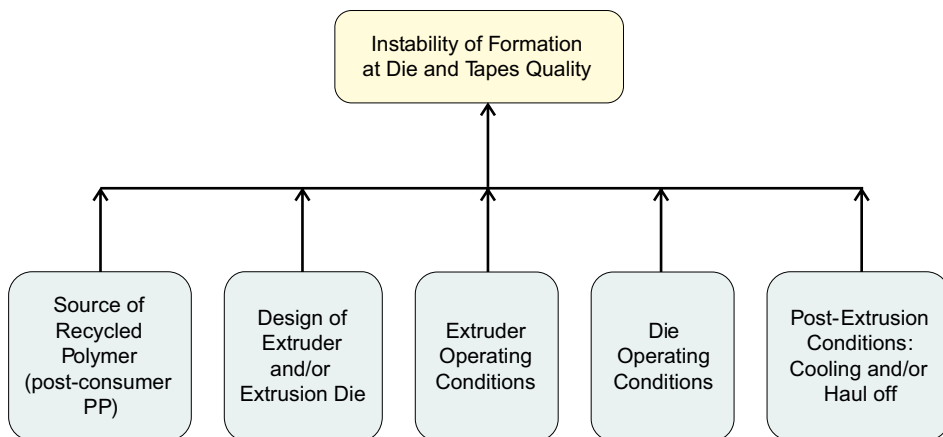 Instability of Formation
at Die and Tapes Quality
Source of
Recycled
Polymer
(post-consumer
PP)
Design of
Extruder
and/or
Extrusion Die
Extruder
Operating
Conditions
Die
Operating
Conditions
Post-Extrusion
Conditions:
Cooling and/or
Haul off